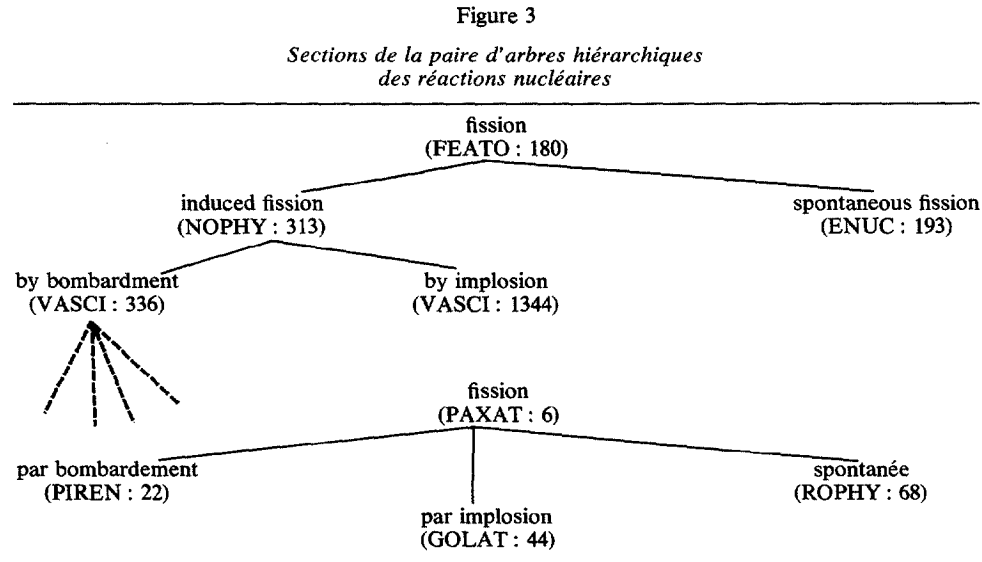 Figure 3
Sections de la paire d'arbres hiérarchiques
des réactions nucléaires
fission
(FEATO : 180)
induced fission
(NOPHY : 313)
spontaneous fission
(ENUC : 193)
by bombardment
(VASCI : 336)
by implosion
(VASCI : 1344)
fission
(PAXAT : 6)
par bombardement
(PIREN : 22)
spontanée
(ROPHY : 68)
par implosion
(GOLAT : 44)